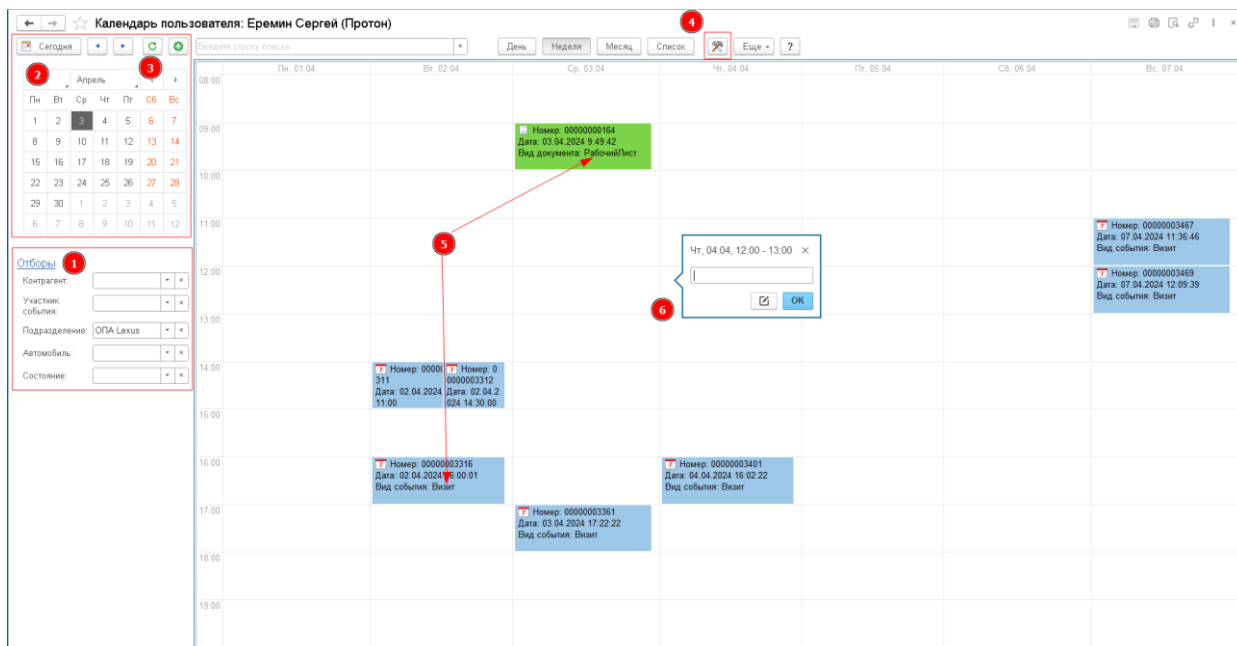 Календарь пользователя: Еремин Сергей (Протон)
4
Сегодня
Введите строку поиска
День Неделя Месяц Список Еще ?
2
3
Апрель
Пн Вт Ср Чт Пт Сб Вс
1 2 3 4 5 6 7
8 9 10 11 12 13 14
15 16 17 18 19 20 21
22 23 24 25 26 27 28
29 30 1 2 3 4 5
6 7 8 9 10 11 12
Отборы 1
Контрагент:
Участник
события:
Подразделение: ОПА Lexus
Автомобиль:
Состояние:
Пн, 01.04 Вт, 02.04 Ср, 03.04 Чт, 04.04 Пт, 05.04 Сб, 06.04 Вс, 07.04
08:00
09:00
Номер: 00000000164
Дата: 03.04.2024 9:49:42
Вид документа: РабочийЛист
10:00
11:00
5
Номер: 00000003467
Дата: 07.04.2024 11:36:46
Вид события: Визит
Чт, 04.04, 12:00 - 13:00
OK
6
12:00
Номер: 00000003469
Дата: 07.04.2024 12:09:39
Вид события: Визит
13:00
14:00
Номер: 0000
311
Дата: 02.04.2024
11:00
Номер: 0
0000003312
Дата: 02.04.2
024 14:30:00
15:00
16:00
Номер: 00000003316
Дата: 02.04.2024 16:00:01
Вид события: Визит
Номер: 00000003401
Дата: 04.04.2024 16:02:22
Вид события: Визит
17:00
Номер: 00000003361
Дата: 03.04.2024 17:22:22
Вид события: Визит
18:00
19:00